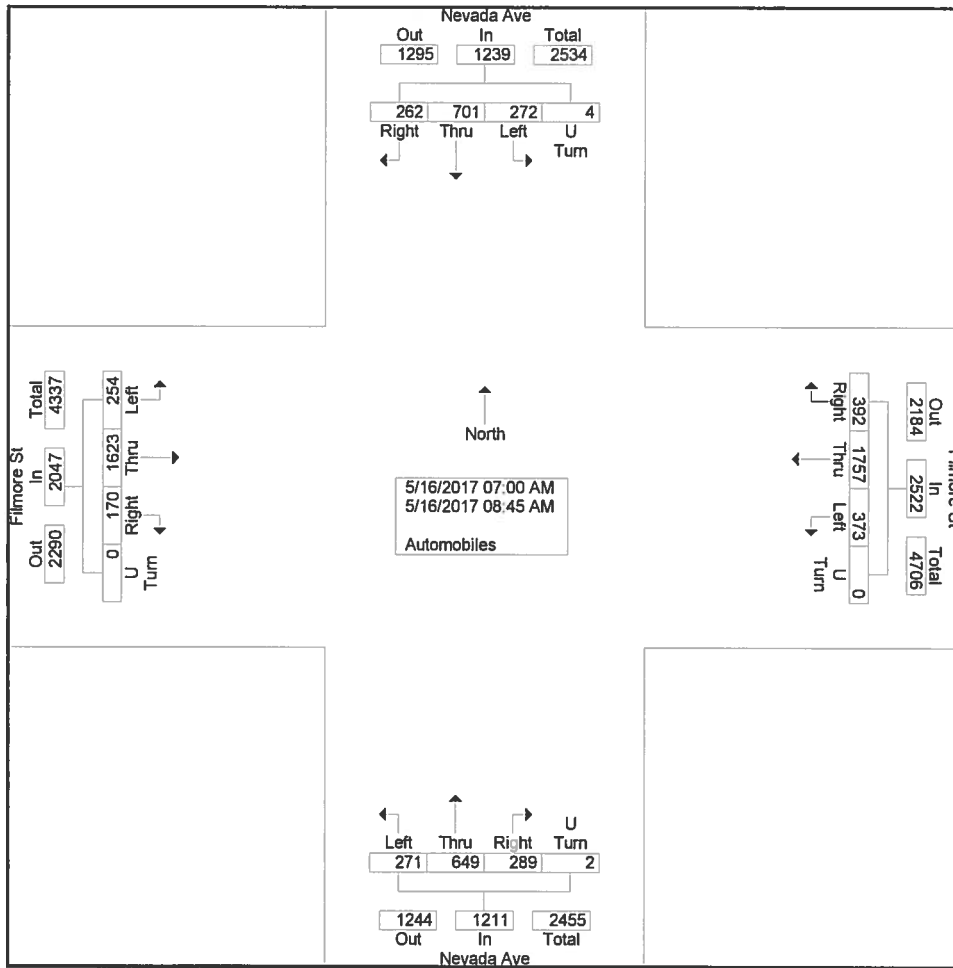 Nevada Ave
Out In Total
1295 1239 2534
262 701 272 4
Right Thru Left U Turn
Filmore St
Total In Out
4337 2047 2290
254 1623 170 0
Left Thru Right U Turn
North
5/16/2017 07:00 AM
5/16/2017 08:45 AM
Automobiles
Right Thru Left U Turn
392 1757 373 0
2184 2522 4706
Out In Total
Left Thru Right U Turn
271 649 289 2
1244 1211 2455
Out In Total
Nevada Ave